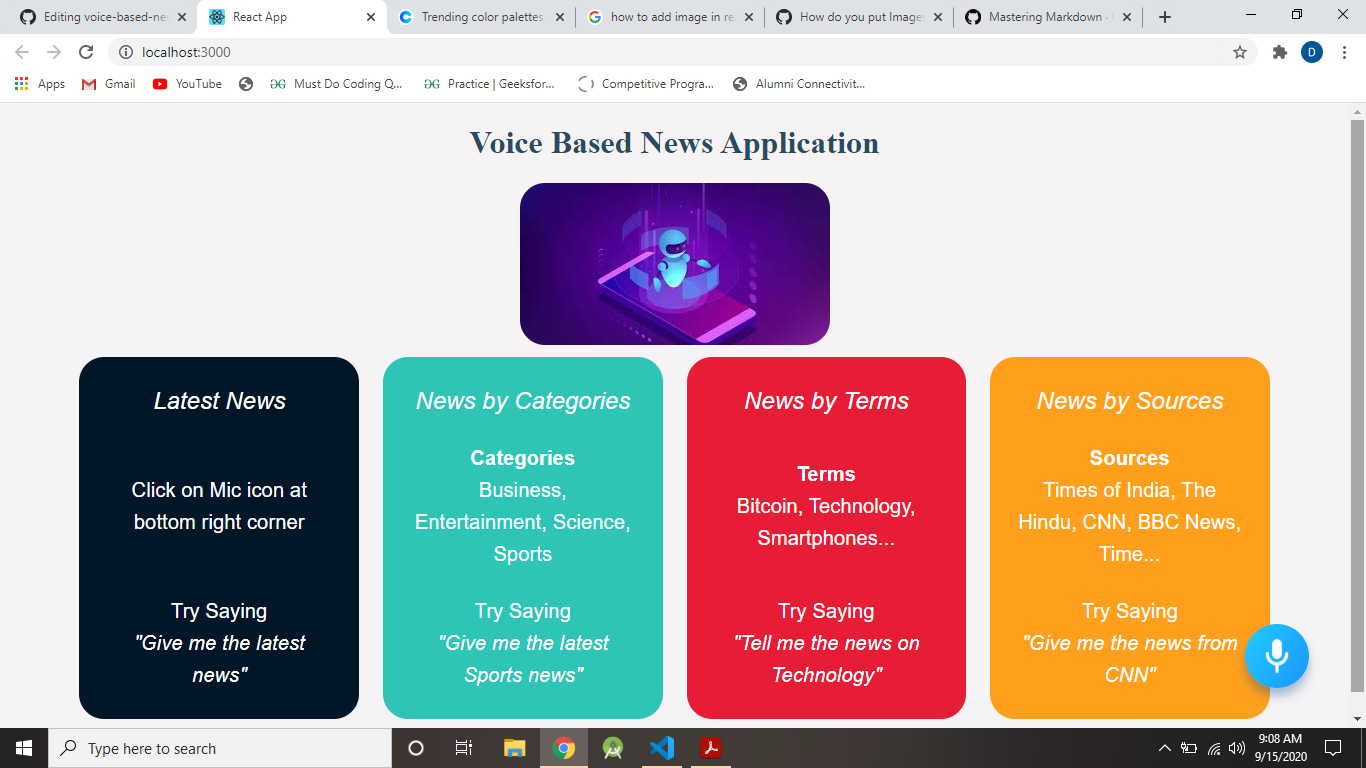 Editing voice-based-ne
React App
Trending color palettes
how to add image in re
How do you put Image
Mastering Markdown ·
localhost:3000
D
Apps
Gmail
YouTube
Must Do Coding Q...
Practice | Geeksfor...
Competitive Progra...
Alumni Connectivit...
Voice Based News Application
Latest News
Click on Mic icon at
bottom right corner
Try Saying
"Give me the latest
news"
News by Categories
Categories
Business,
Entertainment, Science,
Sports
Try Saying
"Give me the latest
Sports news"
News by Terms
Terms
Bitcoin, Technology,
Smartphones...
Try Saying
"Tell me the news on
Technology"
News by Sources
Sources
Times of India, The
Hindu, CNN, BBC News,
Time...
Try Saying
"Give me the news from
CNN"
Type here to search
9:08 AM
9/15/2020